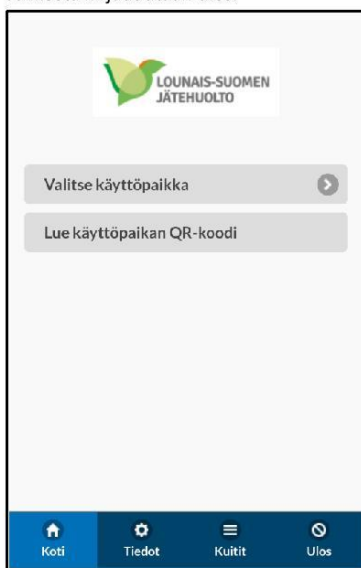 LOUNAIS-SUOMEN
JÄTEHUOLTO
Valitse käyttöpaikka
Lue käyttöpaikan QR-koodi
Koti Tiedot Kuitit Ulos